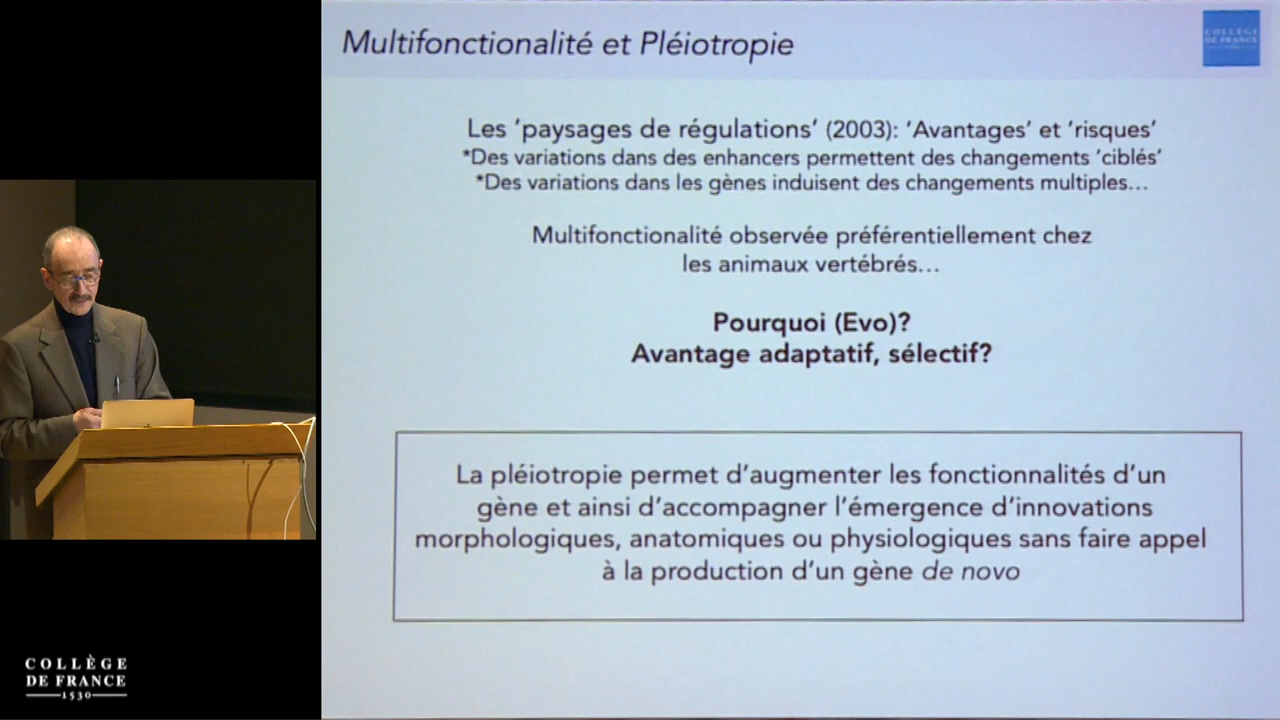 Multifonctionalité et Pléiotropie
COLLÈGE
DE FRANCE
Les ‘paysages de régulations’ (2003): ‘Avantages’ et ‘risques’
*Des variations dans des enhancers permettent des changements ‘ciblés’
*Des variations dans les gènes induisent des changements multiples…
Multifonctionalité observée préférentiellement chez
les animaux vertébrés…
Pourquoi (Evo)?
Avantage adaptatif, sélectif?
La pléiotropie permet d’augmenter les fonctionnalités d’un
gène et ainsi d’accompagner l’émergence d’innovations
morphologiques, anatomiques ou physiologiques sans faire appel
à la production d’un gène de novo
COLLÈGE
DE FRANCE
1530